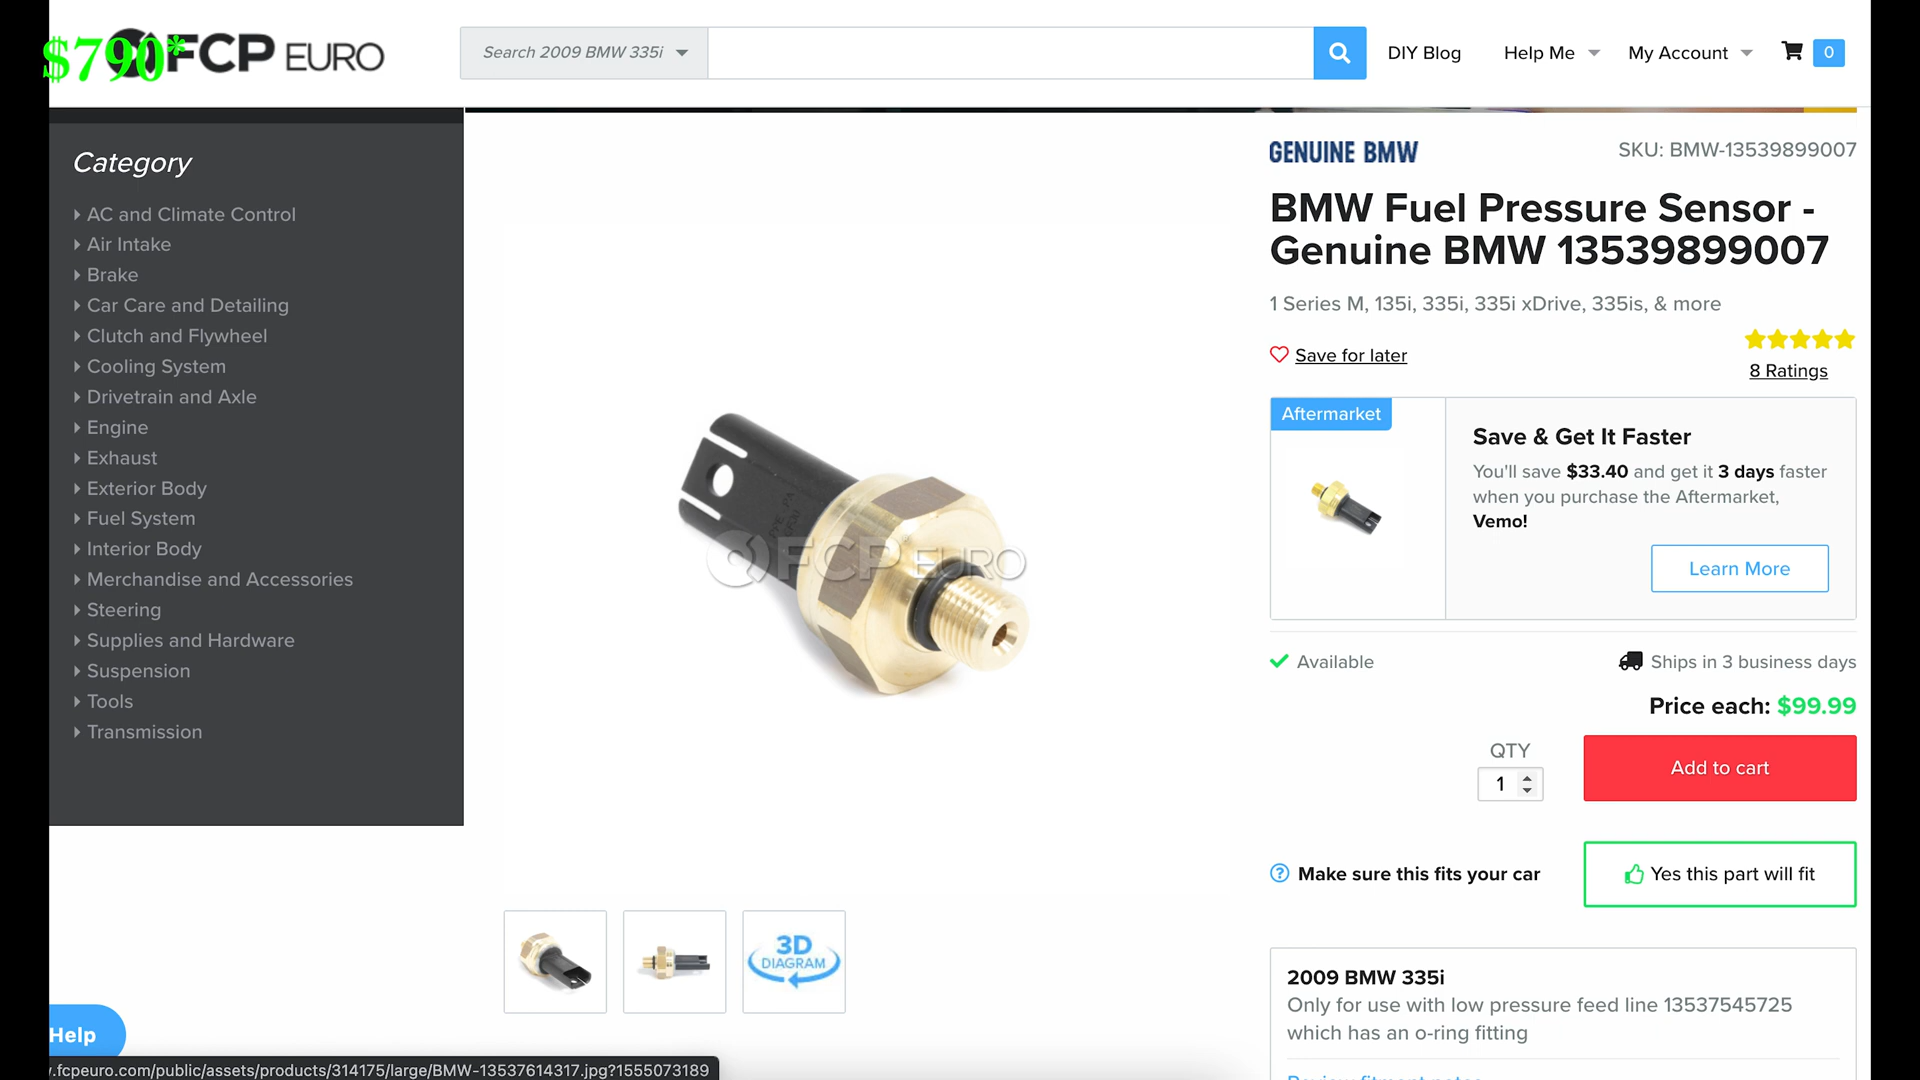 $790*
FCP EURO
Search 2009 BMW 335i
DIY Blog
Help Me
My Account
0
Category
AC and Climate Control
Air Intake
Brake
Car Care and Detailing
Clutch and Flywheel
Cooling System
Drivetrain and Axle
Engine
Exhaust
Exterior Body
Fuel System
Interior Body
Merchandise and Accessories
Steering
Supplies and Hardware
Suspension
Tools
Transmission
FCP EURO
3D
DIAGRAM
GENUINE BMW
SKU: BMW-13539899007
BMW Fuel Pressure Sensor -
Genuine BMW 13539899007
1 Series M, 135i, 335i, 335i xDrive, 335is, & more
Save for later
8 Ratings
Aftermarket
Save & Get It Faster
You'll save $33.40 and get it 3 days faster
when you purchase the Aftermarket,
Vemo!
Learn More
Available
Ships in 3 business days
Price each: $99.99
QTY
1
Add to cart
Make sure this fits your car
Yes this part will fit
2009 BMW 335i
Only for use with low pressure feed line 13537545725
which has an o-ring fitting
Help
.fcpeuro.com/public/assets/products/314175/large/BMW-13537614317.jpg?1555073189